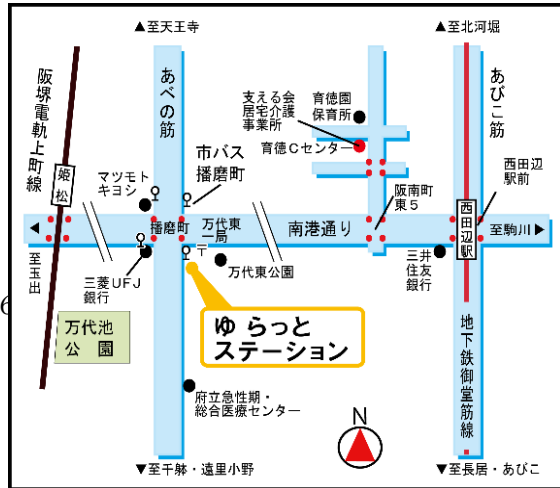 ▲至天王寺
▲至北河堀
阪堺電軌上町線
姫松
あべの筋
あびこ筋
支える会
居宅介護
事業所
育徳園
保育所
育徳Cセンター
市バス
播磨町
マツモト
キヨシ
西田辺
駅前
阪南町
東5
播磨町
万代東
一局
〒
南港通り
西田辺駅
至駒川
至玉出
三菱UFJ
銀行
万代東公園
三井
住友
銀行
6
万代池
公園
ゆらっと
ステーション
地下鉄御堂筋線
府立急性期・
総合医療センター
N
▼至千躰・遠里小野
▼至長居・あびこ